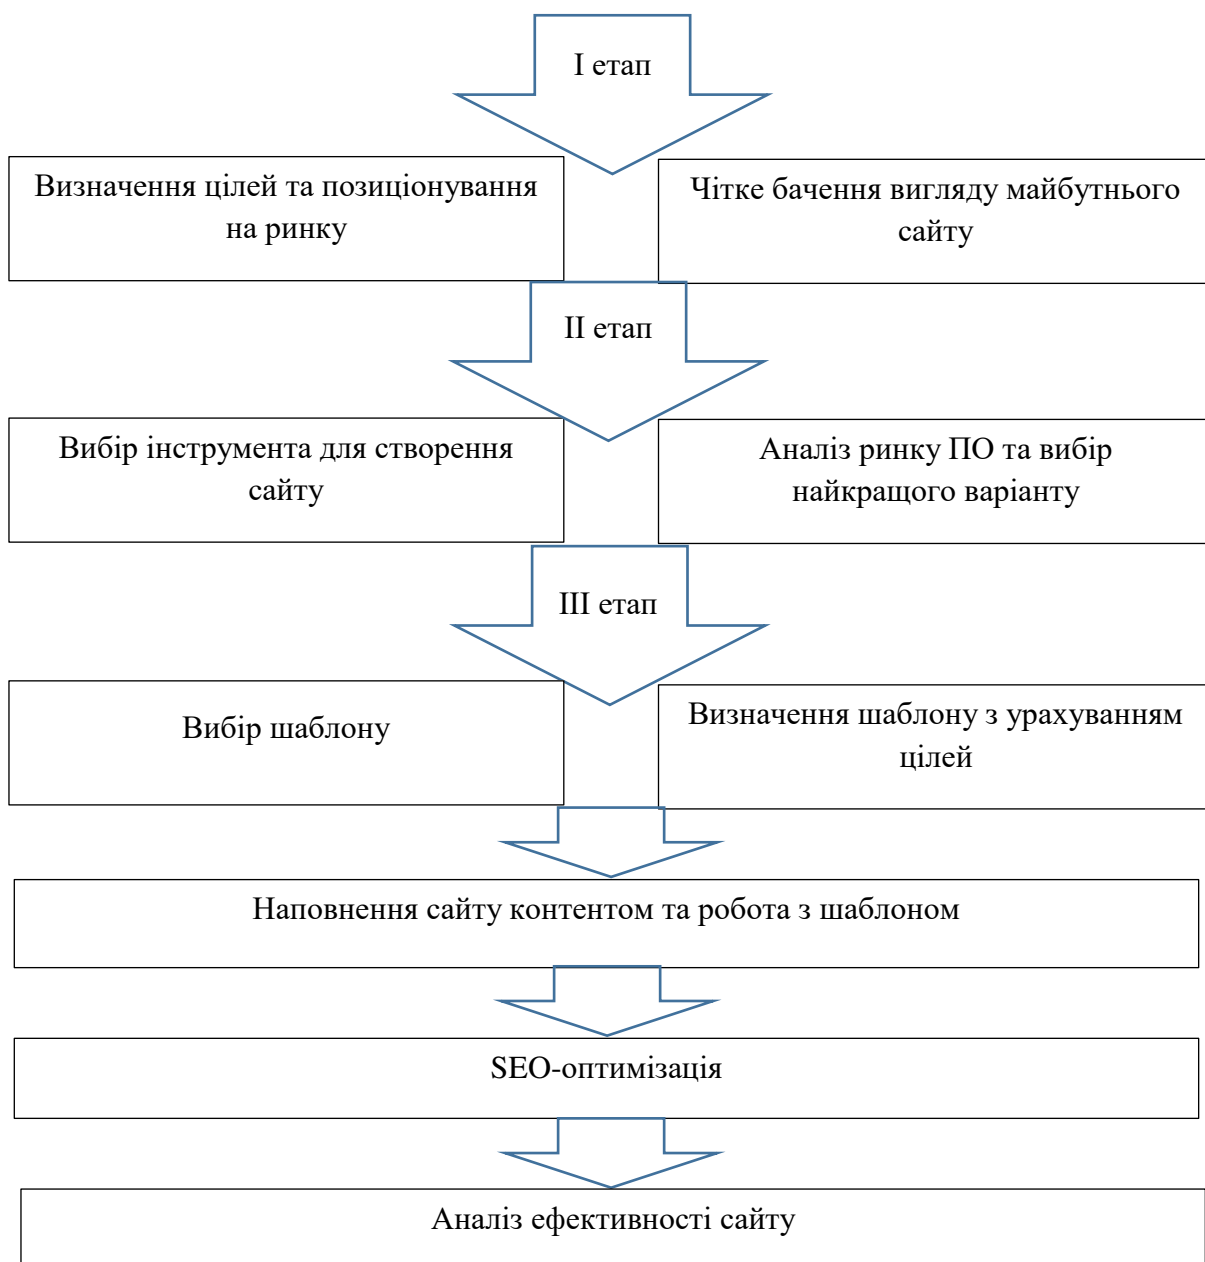 І етап
Визначення цілей та позиціонування
на ринку
Чітке бачення вигляду майбутнього
сайту
ІІ етап
Вибір інструмента для створення
сайту
Аналіз ринку ПО та вибір
найкращого варіанту
ІІІ етап
Вибір шаблону
Визначення шаблону з урахуванням
цілей
Наповнення сайту контентом та робота з шаблоном
SEO-оптимізація
Аналіз ефективності сайту